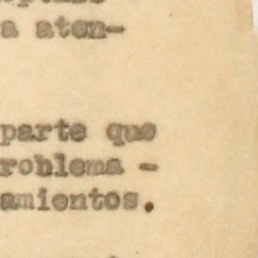 a aten-
parte que
roblema -
amientos.